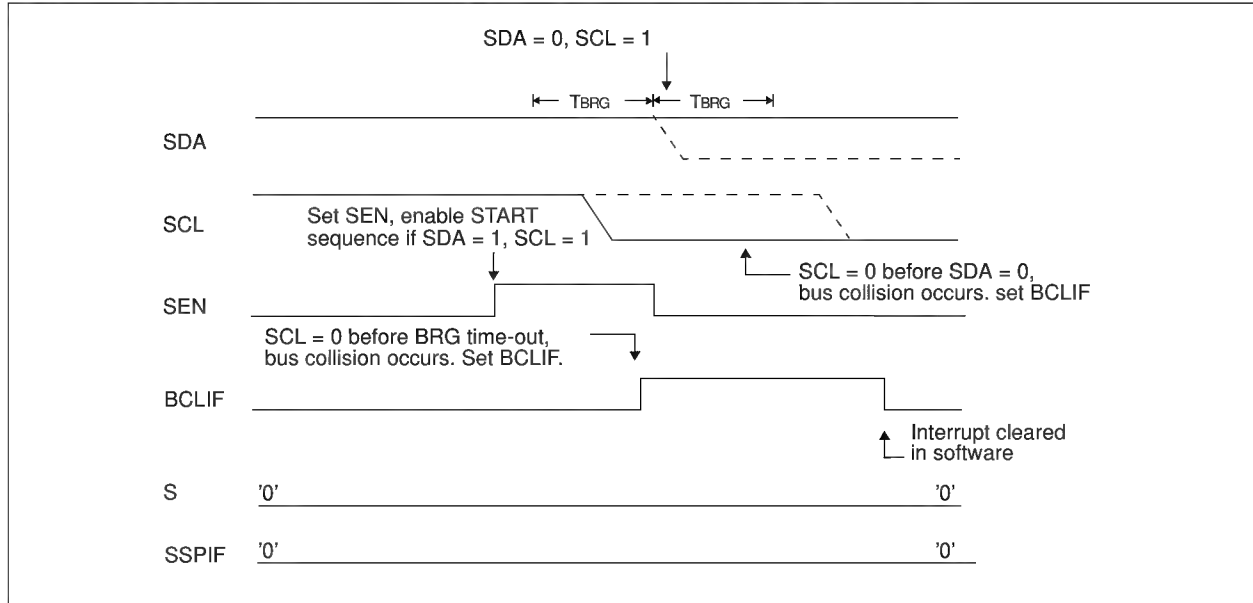 SDA = 0, SCL = 1
TBRG TBRG
SDA
SCL
Set SEN, enable START
sequence if SDA = 1, SCL = 1
SCL = 0 before SDA = 0,
bus collision occurs. set BCLIF
SEN
SCL = 0 before BRG time-out,
bus collision occurs. Set BCLIF.
BCLIF
Interrupt cleared
in software
S '0' '0'
SSPIF '0' '0'